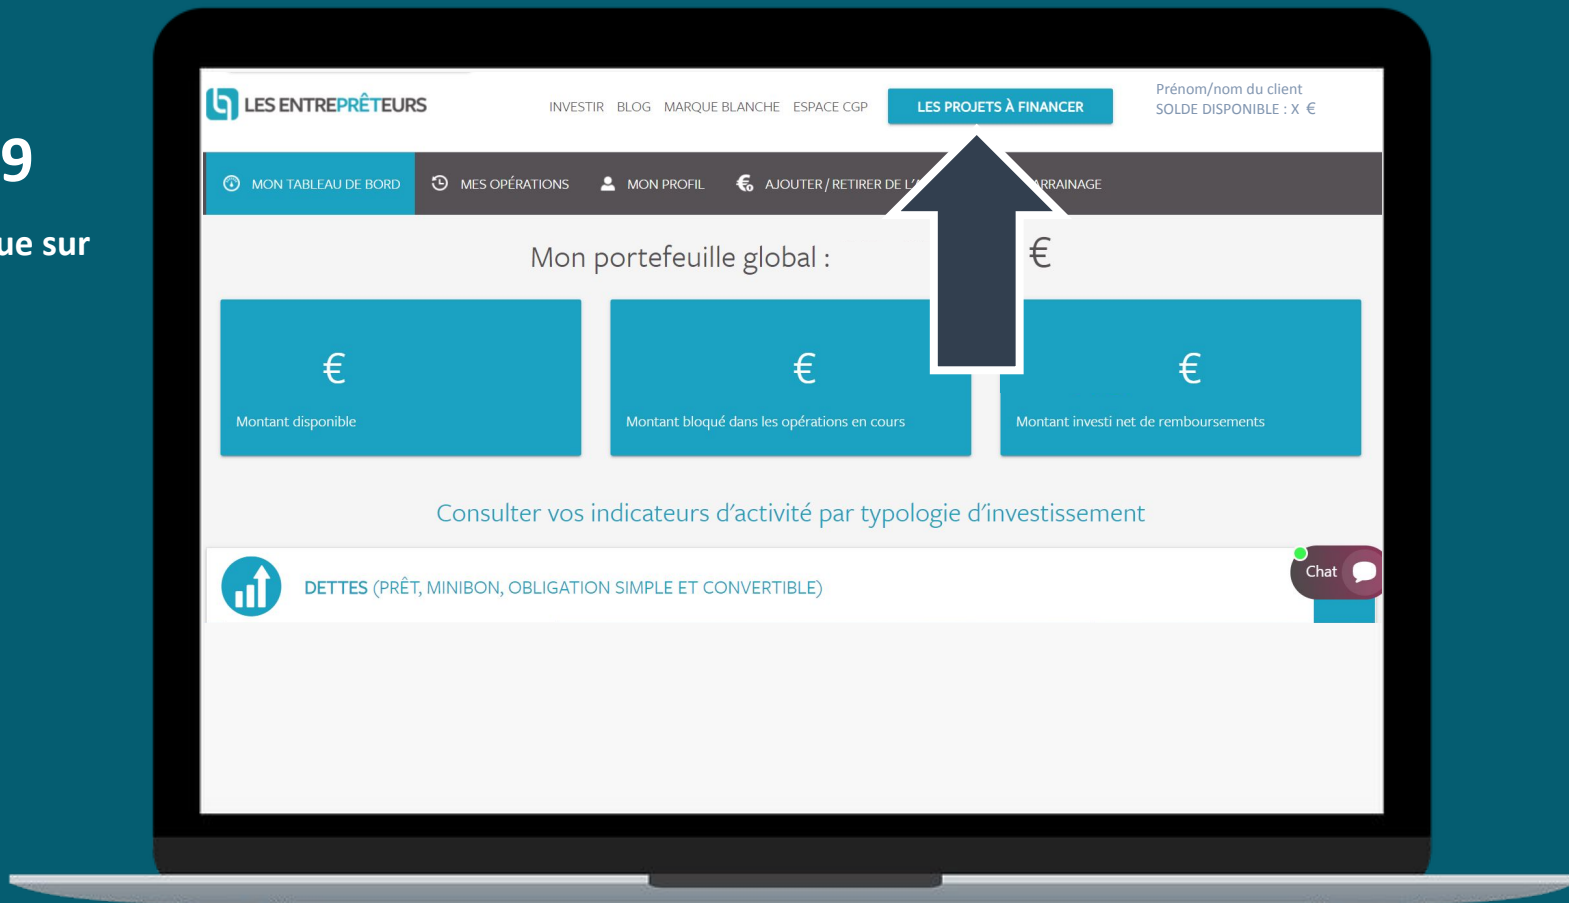 9
ue sur
LES ENTREPRÊTEURS
INVESTIR BLOG MARQUE BLANCHE ESPACE CGP LES PROJETS À FINANCER
Prénom/nom du client
SOLDE DISPONIBLE : X €
MON TABLEAU DE BORD MES OPÉRATIONS MON PROFIL AJOUTER / RETIRER DE L'A ARRAINAGE
Mon portefeuille global : €
€
Montant disponible
€
Montant bloqué dans les opérations en cours
€
Montant investi net de remboursements
Consulter vos indicateurs d'activité par typologie d'investissement
DETTES (PRÊT, MINIBON, OBLIGATION SIMPLE ET CONVERTIBLE)
Chat